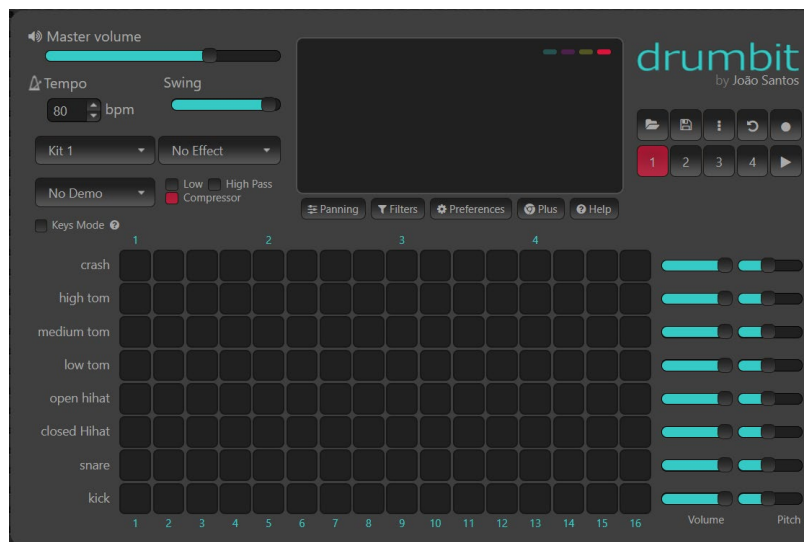 Master volume
drumbit
by João Santos
Tempo
Swing
80 bpm
Kit 1
No Effect
1 2 3 4
No Demo
Low High Pass
Compressor
Keys Mode
Panning Filters Preferences Plus Help
1 2 3 4
crash
high tom
medium tom
low tom
open hihat
closed Hihat
snare
kick
1 2 3 4 5 6 7 8 9 10 11 12 13 14 15 16
Volume Pitch